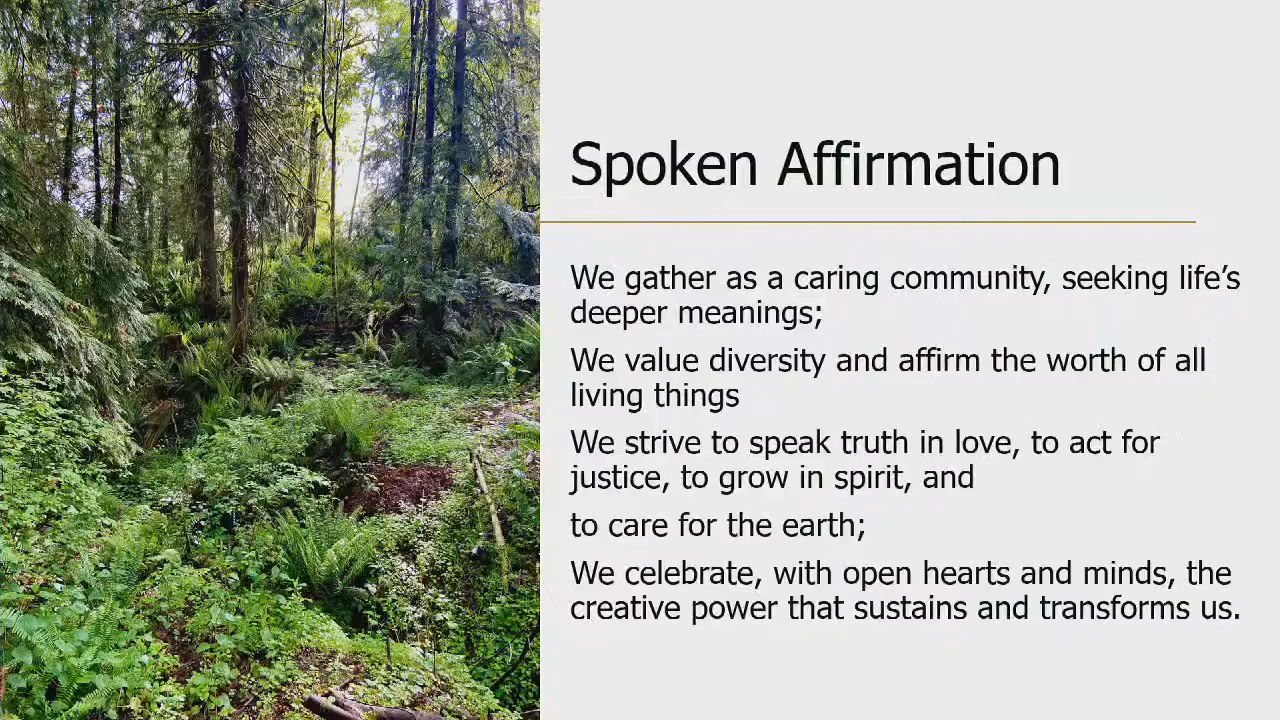 Spoken Affirmation
We gather as a caring community, seeking life’s
deeper meanings;
We value diversity and affirm the worth of all
living things
We strive to speak truth in love, to act for
justice, to grow in spirit, and
to care for the earth;
We celebrate, with open hearts and minds, the
creative power that sustains and transforms us.